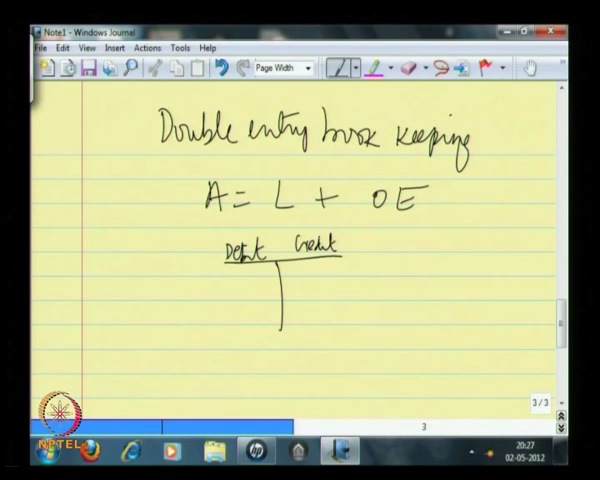 Note1 - Windows Journal
File Edit View Insert Actions Tools Help
Page Width
Double entry book keeping
A = L + OE
Debit Credit
3/3
3
NPTEL
20:27
02-05-2012